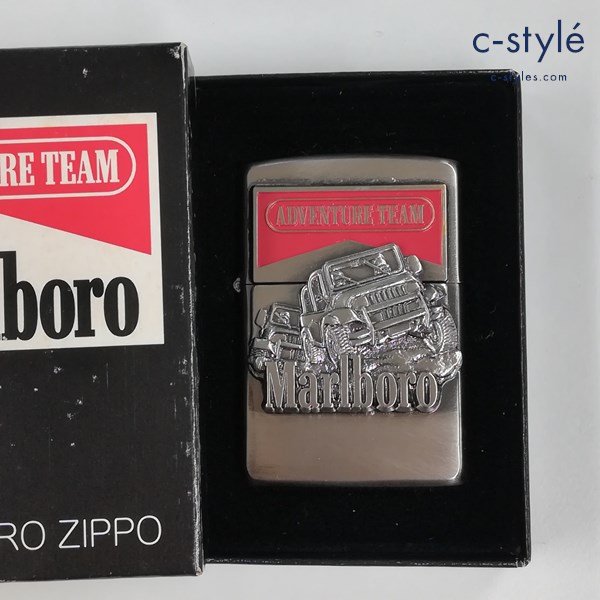 c-stylé
c-styles.com
RE TEAM
lboro
RO ZIPPO
ADVENTURE TEAM
Marlboro